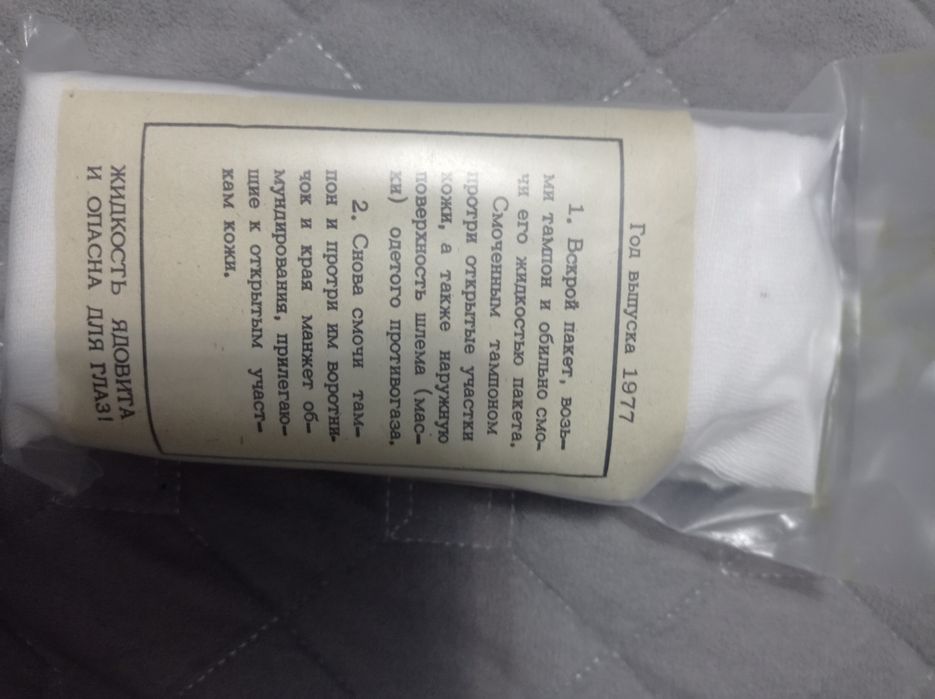 Год выпуска 1977
1. Вскрой пакет, возь-
ми тампон и обильно смо-
чи его жидкостью пакета.
Смоченным тампоном
протри открытые участки
кожи, а также наружную
поверхность шлема (мас-
ки) одетого противогаза.
2. Снова смочи там-
пон и протри им воротни-
чок и края манжет об-
мундирования, прилегаю-
щие к открытым участ-
кам кожи.
ЖИДКОСТЬ ЯДОВИТА
И ОПАСНА ДЛЯ ГЛАЗ!